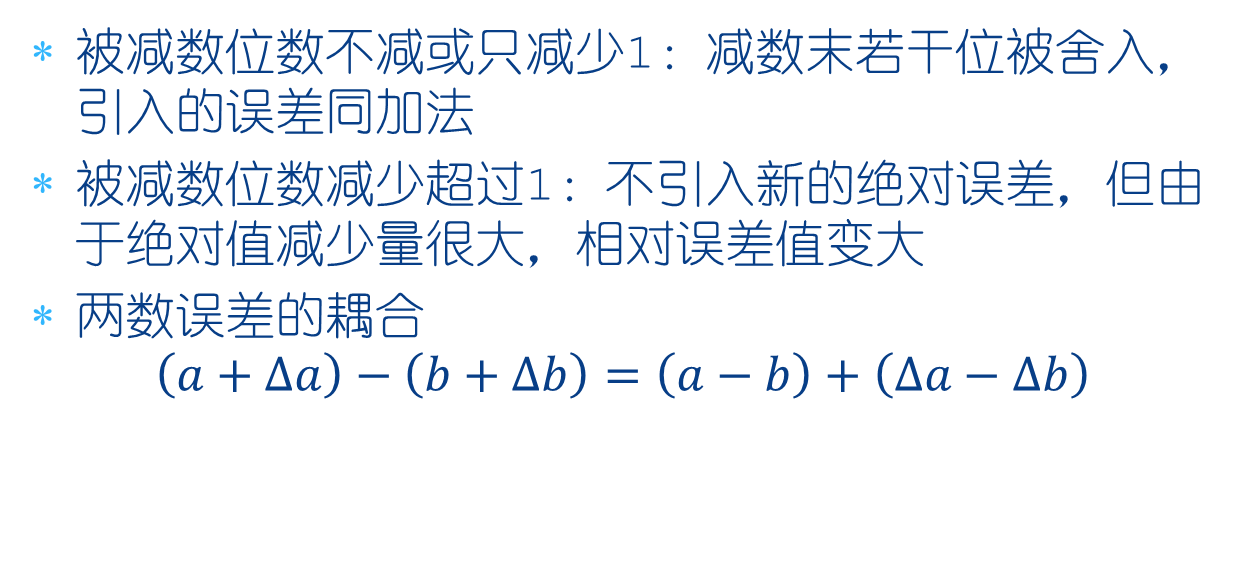 * 被减数位数不减或只减少1：减数末若干位被舍入，
引入的误差同加法
* 被减数位数减少超过1：不引入新的绝对误差，但由
于绝对值减少量很大，相对误差值变大
* 两数误差的耦合
(a + Δa) − (b + Δb) = (a − b) + (Δa − Δb)